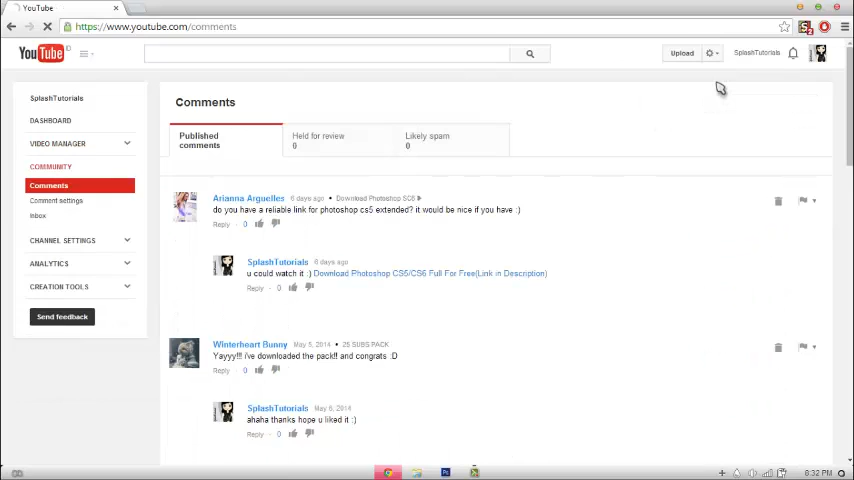 YouTube
https://www.youtube.com/comments
YouTube
Upload
SplashTutorials
SplashTutorials
DASHBOARD
VIDEO MANAGER
COMMUNITY
Comments
Comment settings
Inbox
CHANNEL SETTINGS
ANALYTICS
CREATION TOOLS
Send feedback
Comments
Published comments
Held for review
6
Likely spam
0
Arianna Arguelles 6 days ago • Download Photoshop CS6
do you have a reliable link for photoshop cs5 extended? it would be nice if you have :)
Reply · 0
SplashTutorials 6 days ago
u could watch it :) Download Photoshop CS5/CS6 Full For Free(Link in Description)
Reply · 0
Winterheart Bunny May 5, 2014 • 25 SUBS PACK
Yayyy!!! i've downloaded the pack!! and congrats :D
Reply · 0
SplashTutorials May 6, 2014
ahaha thanks hope u liked it :)
Reply · 0
8:32 PM